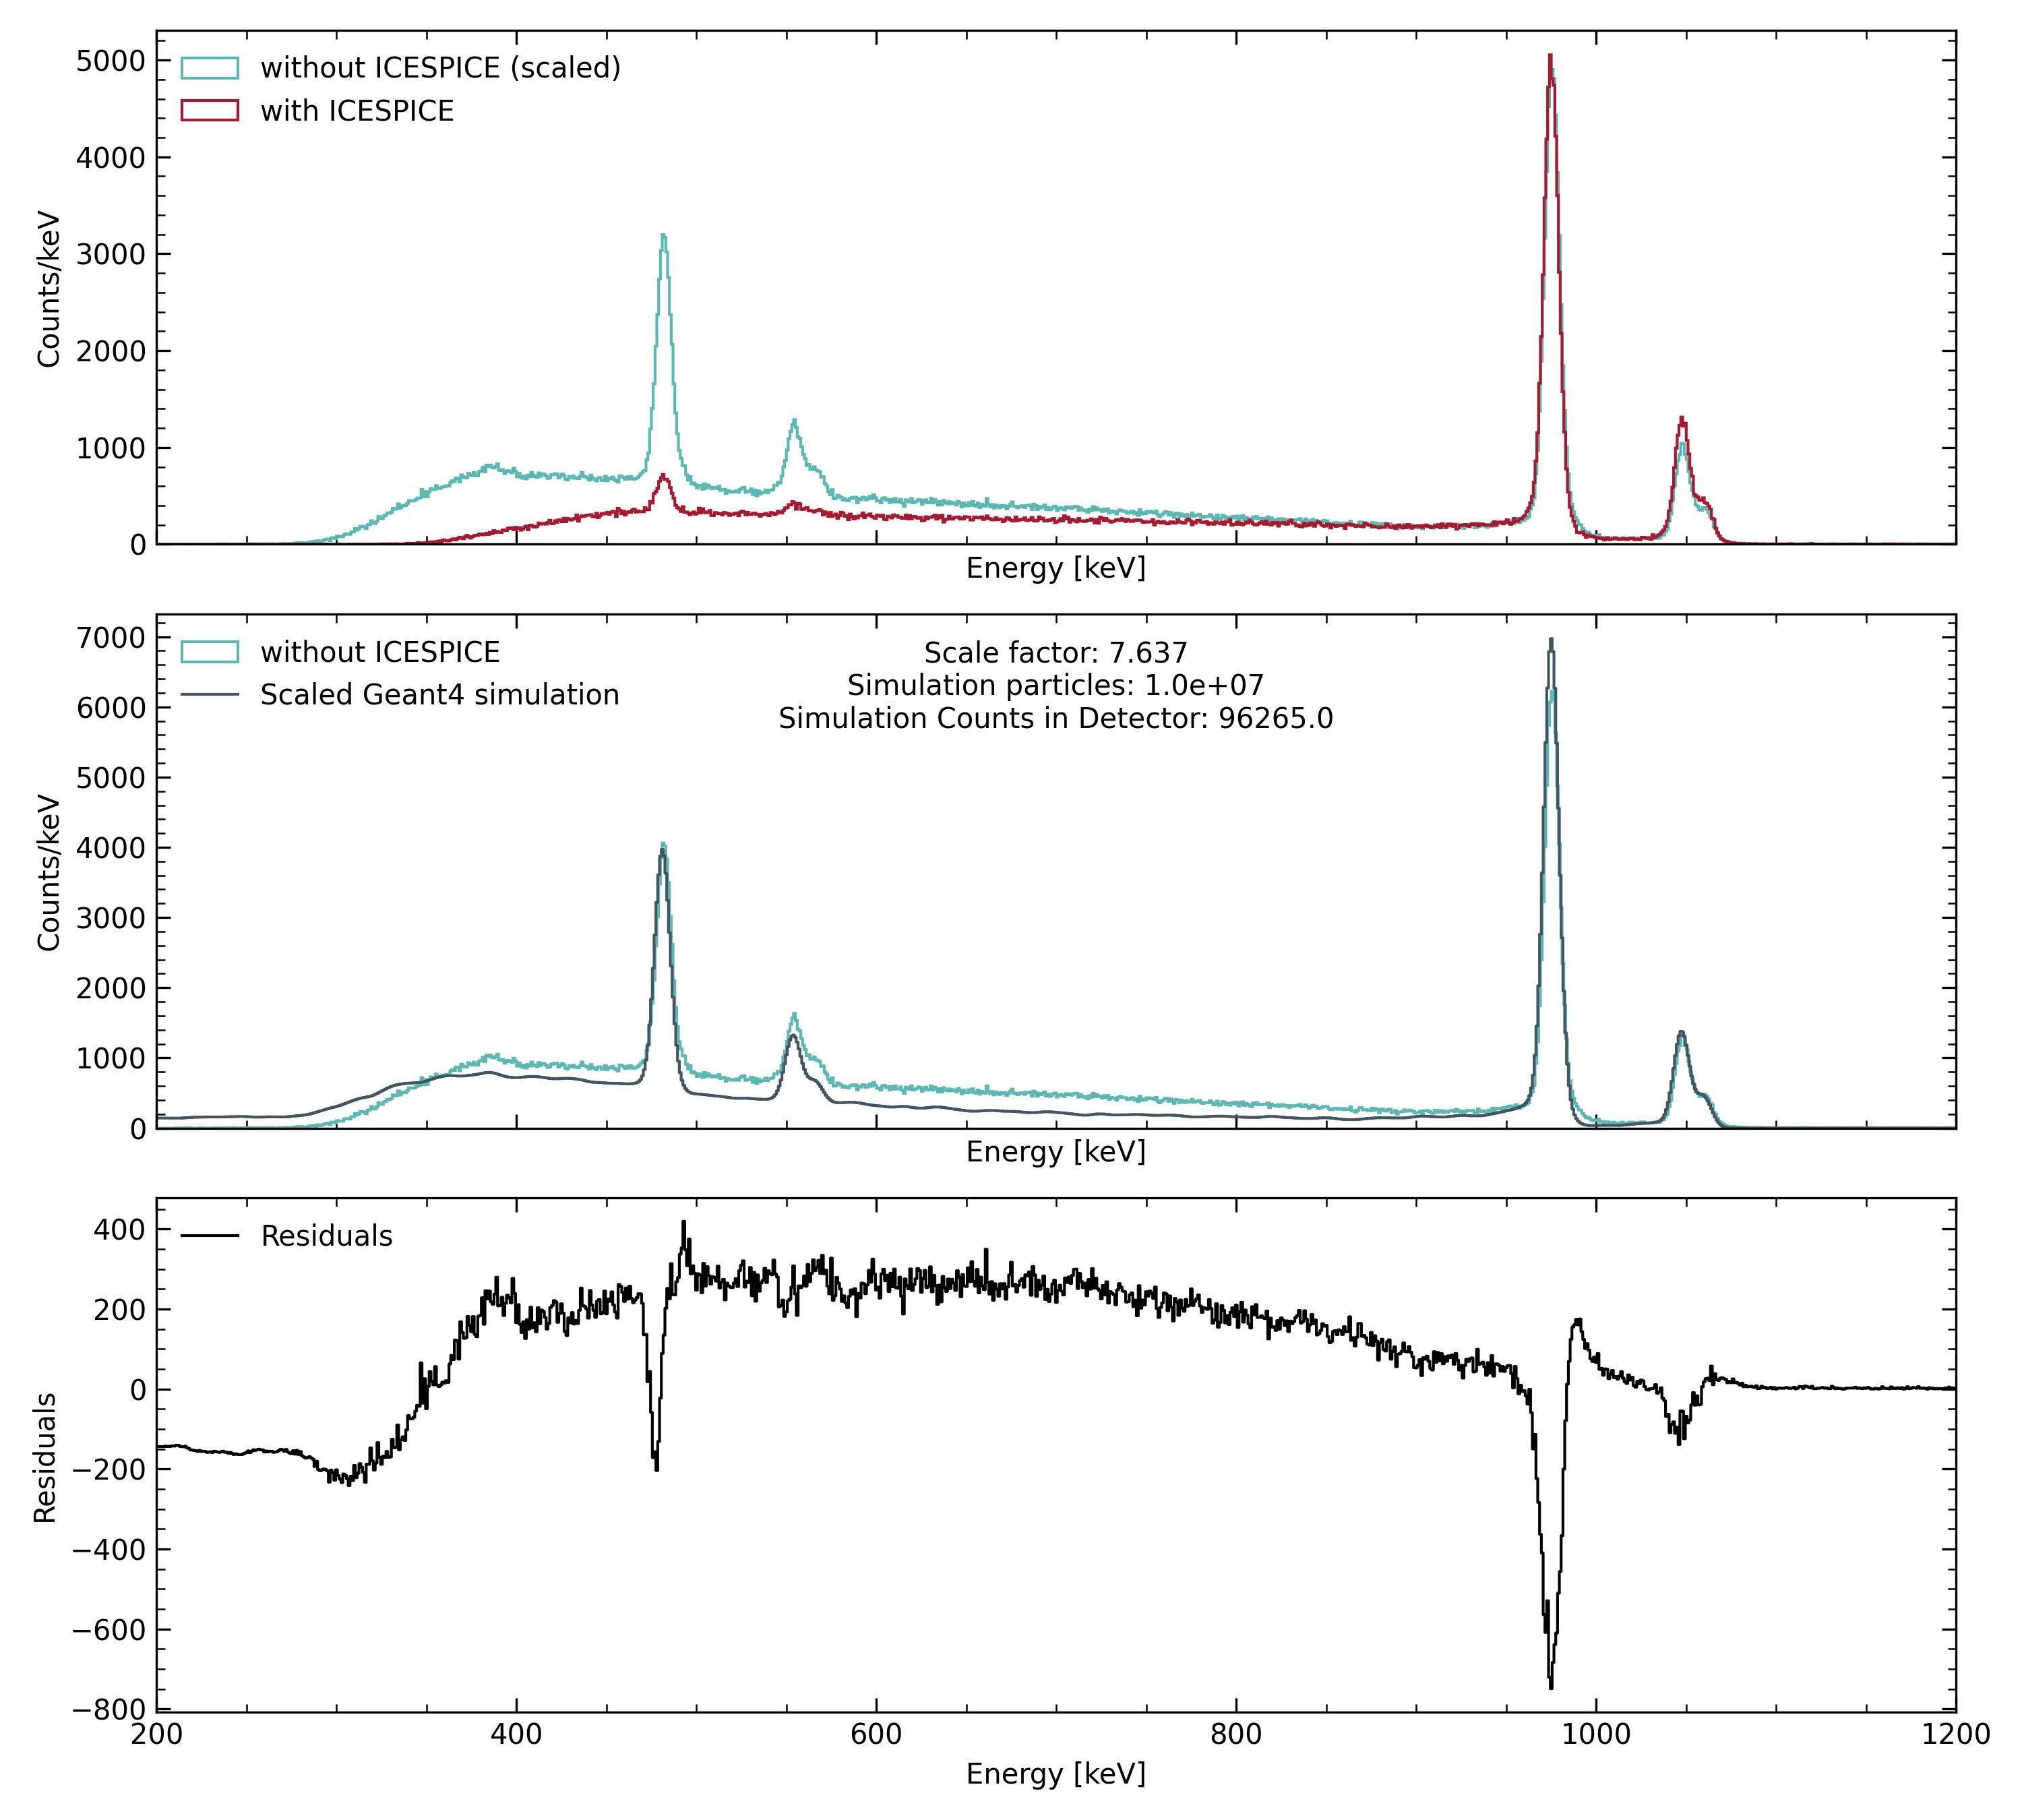 without ICESPICE (scaled)
with ICESPICE
5000
4000
3000
2000
1000
0
Counts/keV
Energy [keV]
without ICESPICE
Scaled Geant4 simulation
Scale factor: 7.637
Simulation particles: 1.0e+07
Simulation Counts in Detector: 96265.0
7000
6000
5000
4000
3000
2000
1000
0
Counts/keV
Energy [keV]
Residuals
400
200
0
−200
−400
−600
−800
Residuals
200 400 600 800 1000 1200
Energy [keV]